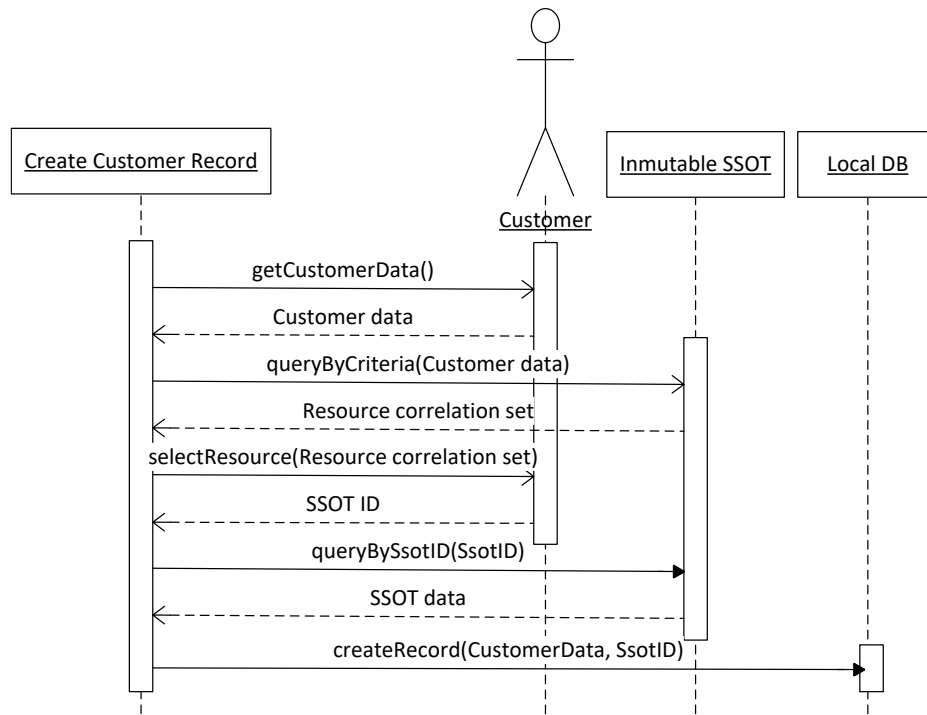 Create Customer Record
Inmutable SSOT
Local DB
Customer
getCustomerData()
Customer data
queryByCriteria(Customer data)
Resource correlation set
selectResource(Resource correlation set)
SSOT ID
queryBySsotID(SsotID)
SSOT data
createRecord(CustomerData, SsotID)